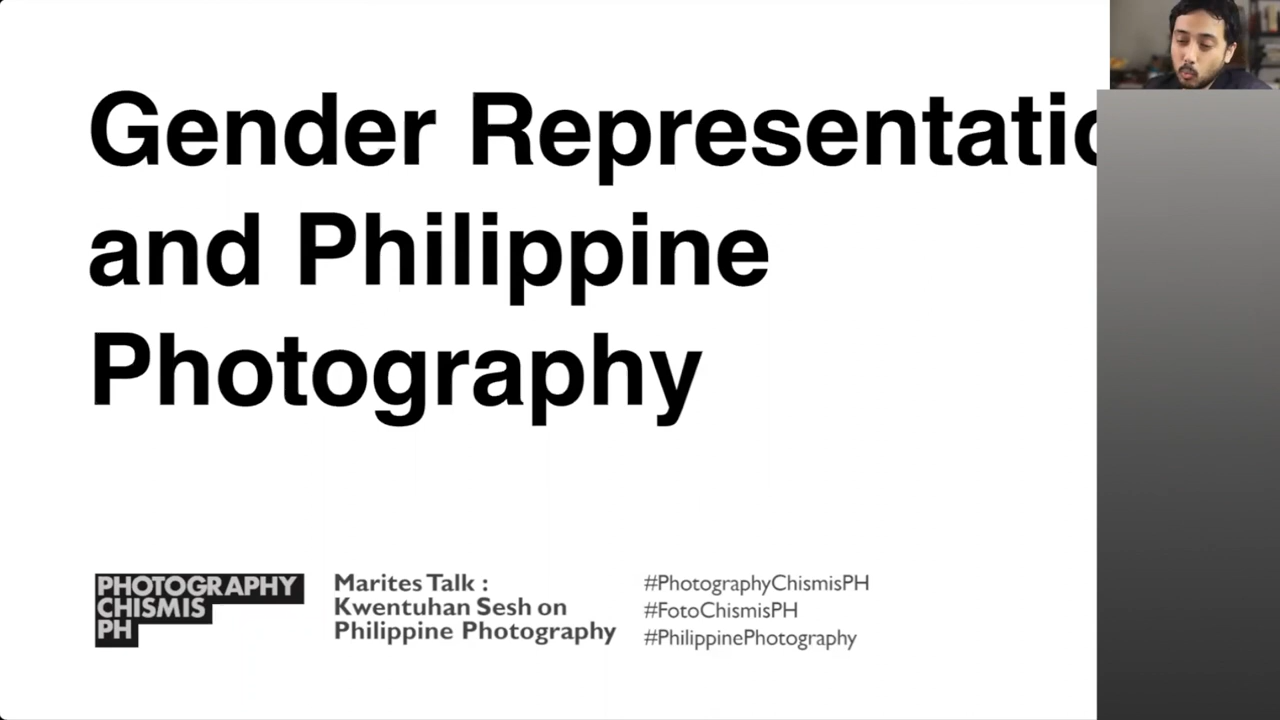 Gender Representatio
and Philippine
Photography
PHOTOGRAPHY
CHISMIS
PH
Marites Talk :
Kwentuhan Sesh on
Philippine Photography
#PhotographyChismisPH
#FotoChismisPH
#PhilippinePhotography